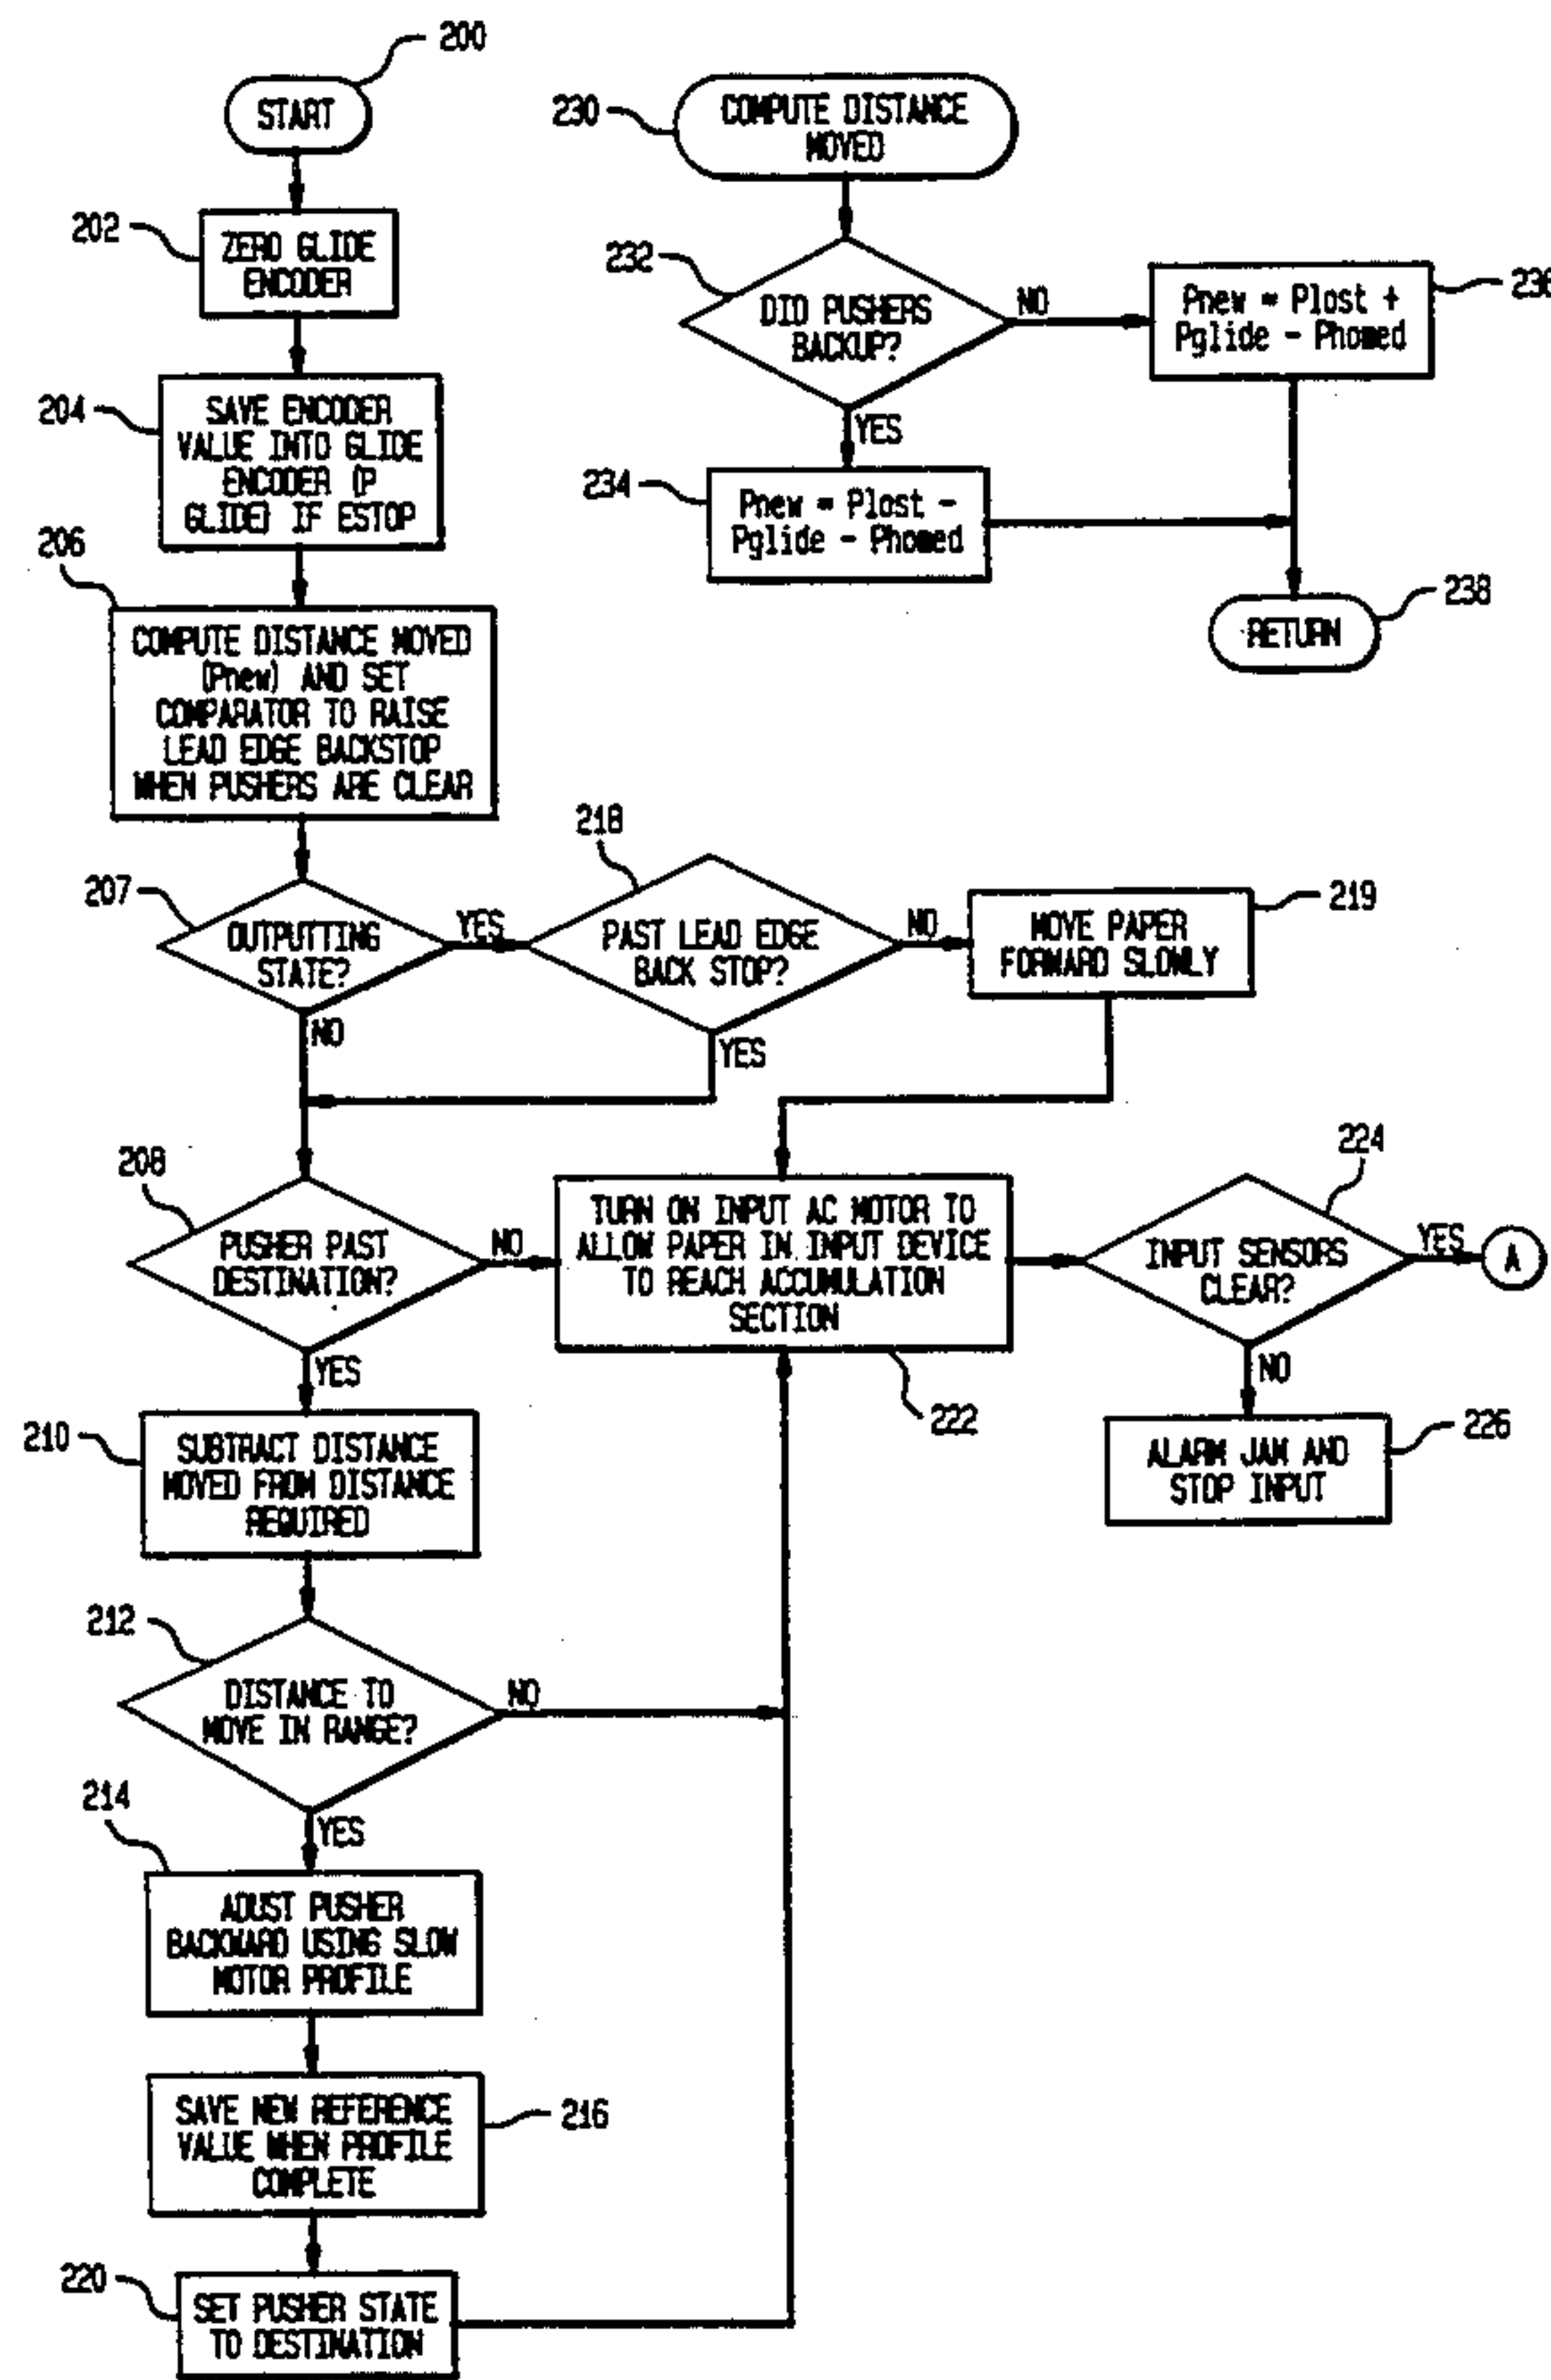 200
START
202
ZERO GLIDE
ENCODER
204
SAVE ENCODER
VALUE INTO GLIDE
ENCODER (P
GLIDE) IF ESTOP
206
COMPUTE DISTANCE MOVED
(Pnew) AND SET
COMPARATOR TO RAISE
LEAD EDGE BACKSTOP
WHEN PUSHERS ARE CLEAR
207
OUTPUTTING
STATE?
YES
NO
218
PAST LEAD EDGE
BACK STOP?
NO
YES
219
MOVE PAPER
FORWARD SLOWLY
208
PUSHER PAST
DESTINATION?
NO
YES
222
TURN ON INPUT AC MOTOR TO
ALLOW PAPER IN INPUT DEVICE
TO REACH ACCUMULATION
SECTION
224
INPUT SENSORS
CLEAR?
YES
A
NO
226
ALARM JAM AND
STOP INPUT
210
SUBTRACT DISTANCE
MOVED FROM DISTANCE
REQUIRED
212
DISTANCE TO
MOVE IN RANGE?
NO
YES
214
ADUST PUSHER
BACKWARD USING SLOW
MOTOR PROFILE
216
SAVE NEW REFERENCE
VALUE WHEN PROFILE
COMPLETE
220
SET PUSHER STATE
TO DESTINATION
230
COMPUTE DISTANCE
MOVED
232
DID PUSHERS
BACKUP?
NO
YES
236
Pnew = Plast +
Pglide - Phomed
234
Pnew = Plast -
Pglide - Phomed
238
RETURN